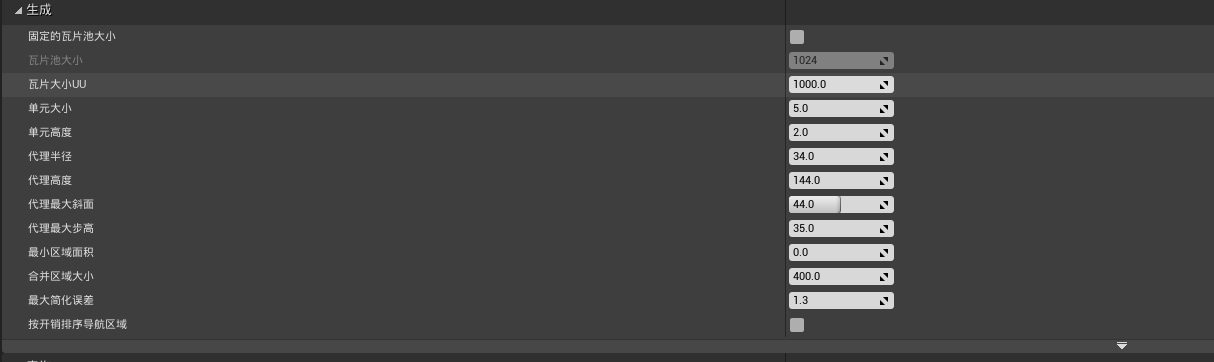 生成
固定的瓦片池大小
瓦片池大小 1024
瓦片大小UU 1000.0
单元大小 5.0
单元高度 2.0
代理半径 34.0
代理高度 144.0
代理最大斜面 44.0
代理最大步高 35.0
最小区域面积 0.0
合并区域大小 400.0
最大简化误差 1.3
按开销排序导航区域